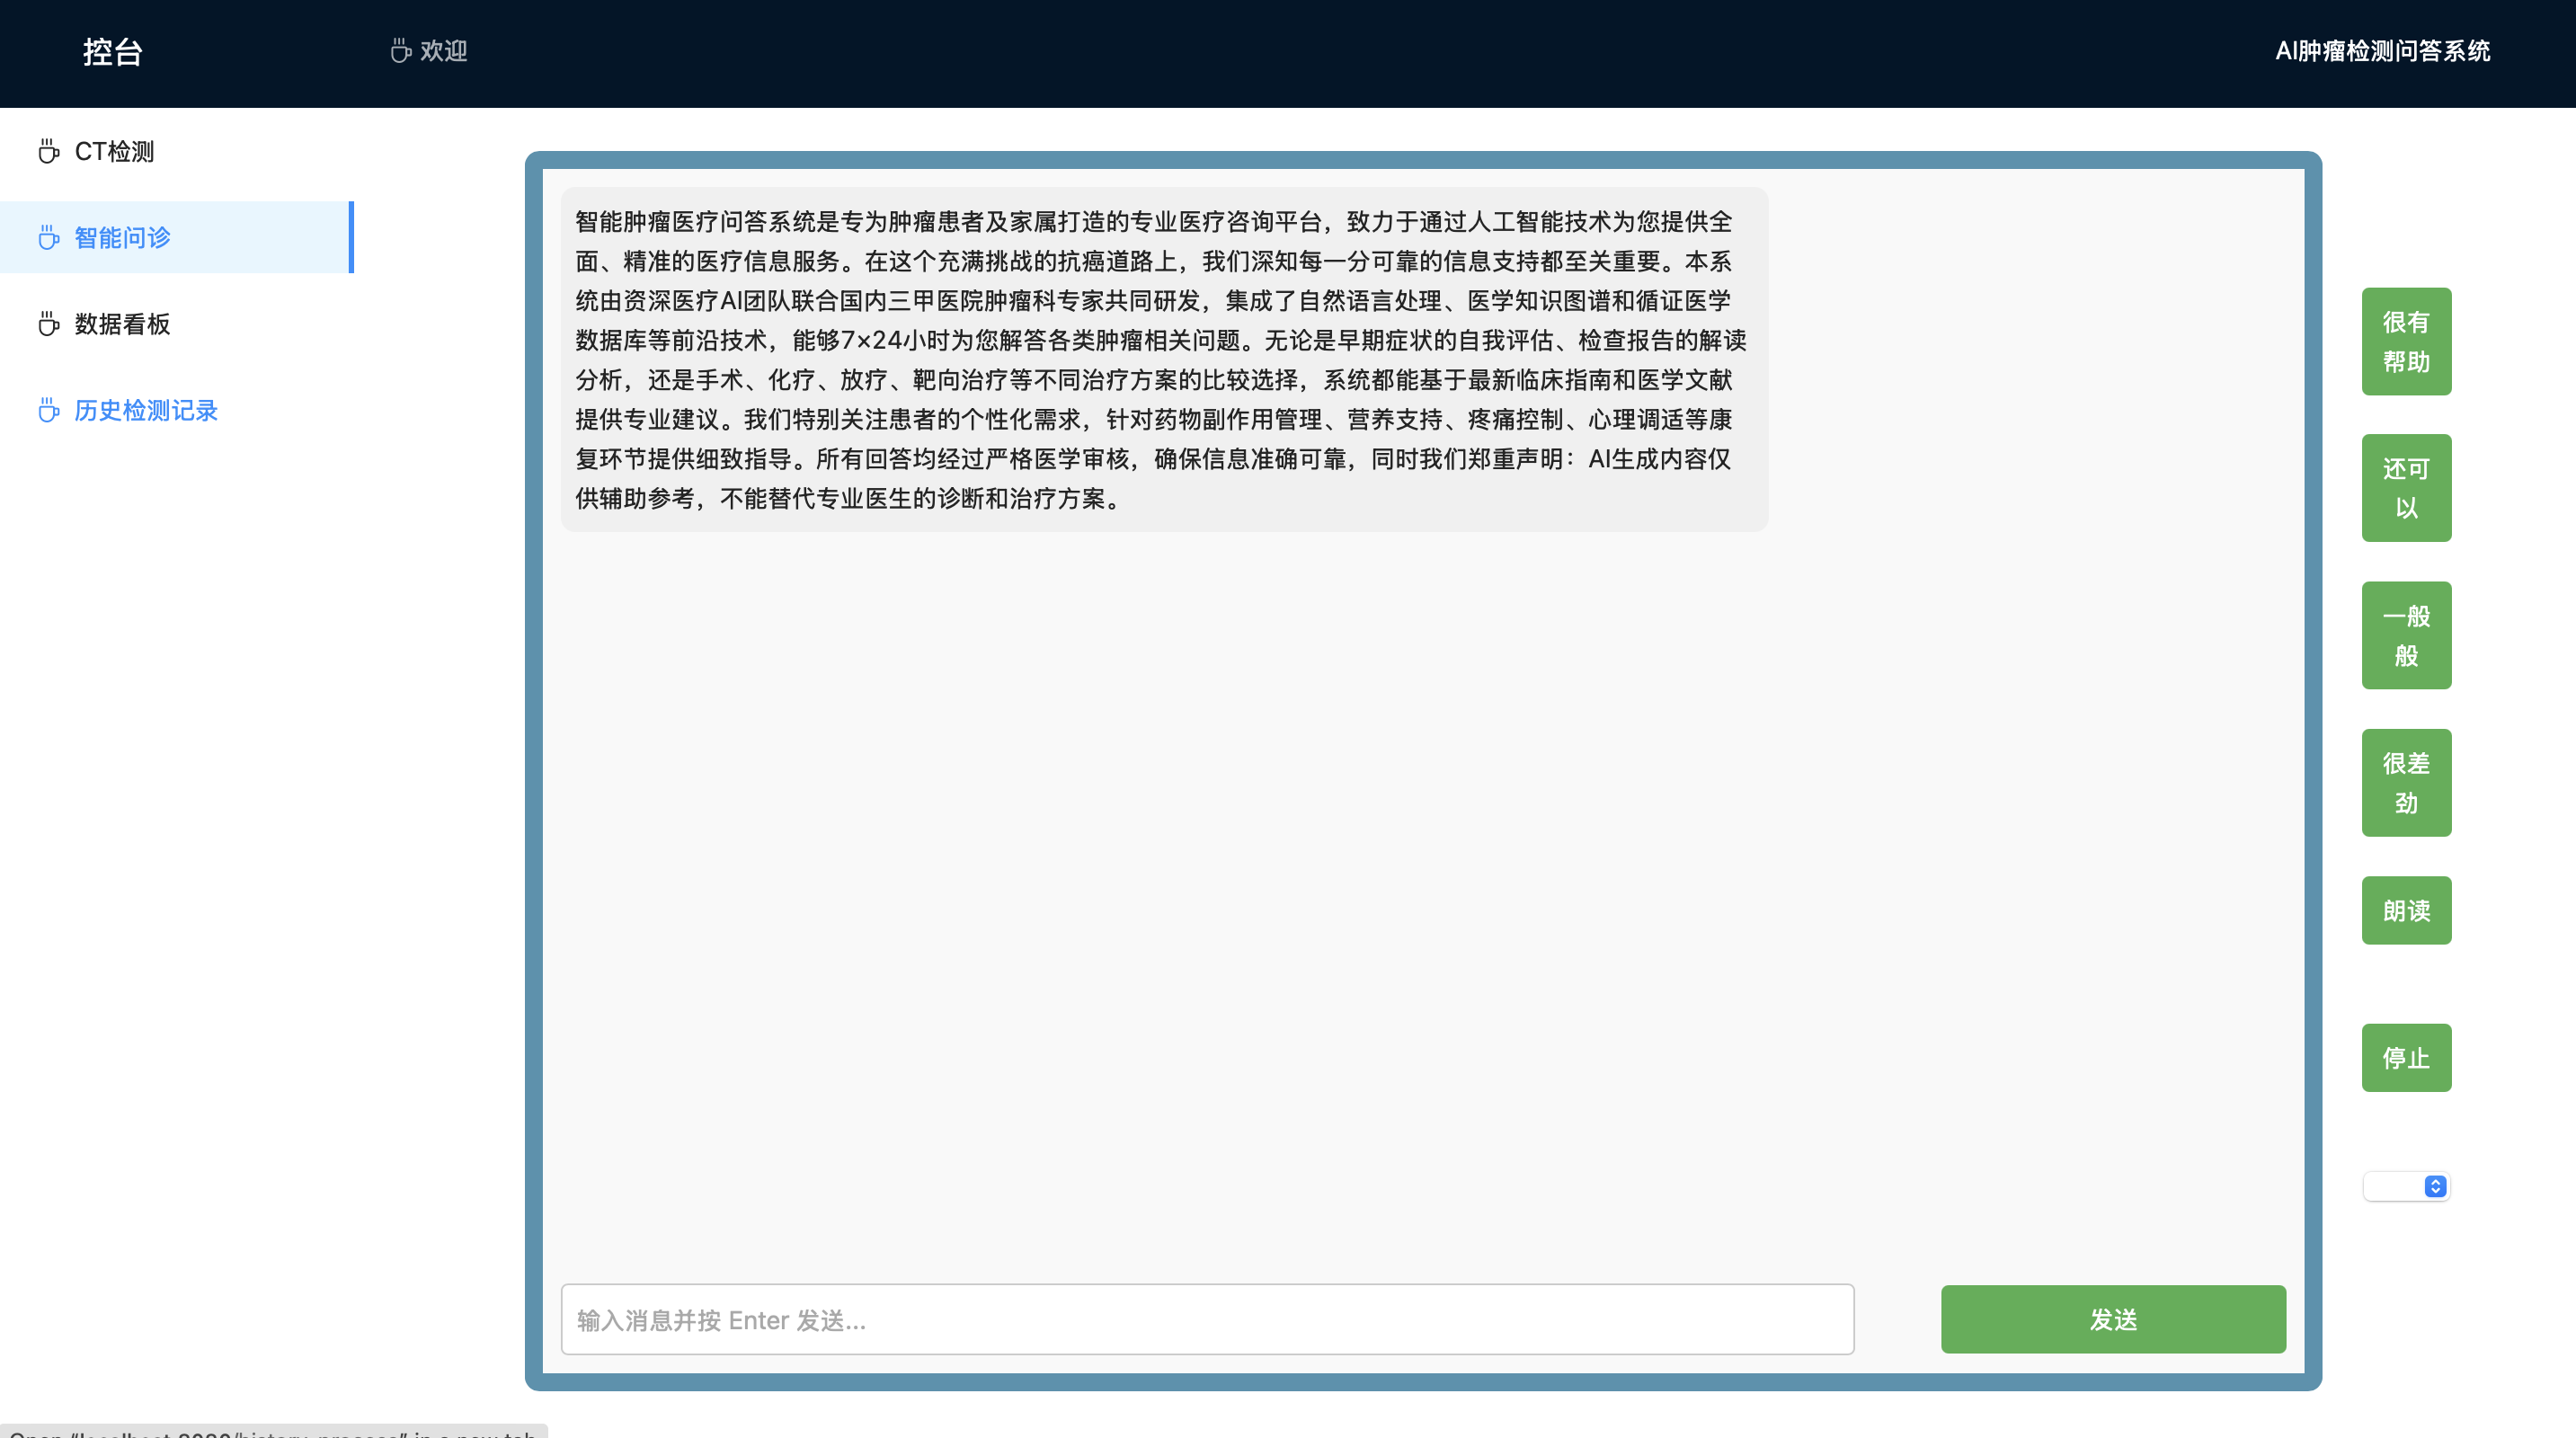 控台
欢迎
AI肿瘤检测问答系统
CT检测
智能问诊
数据看板
历史检测记录
智能肿瘤医疗问答系统是专为肿瘤患者及家属打造的专业医疗咨询平台，致力于通过人工智能技术为您提供全
面、精准的医疗信息服务。在这个充满挑战的抗癌道路上，我们深知每一分可靠的信息支持都至关重要。本系
统由资深医疗AI团队联合国内三甲医院肿瘤科专家共同研发，集成了自然语言处理、医学知识图谱和循证医学
数据库等前沿技术，能够7×24小时为您解答各类肿瘤相关问题。无论是早期症状的自我评估、检查报告的解读
分析，还是手术、化疗、放疗、靶向治疗等不同治疗方案的比较选择，系统都能基于最新临床指南和医学文献
提供专业建议。我们特别关注患者的个性化需求，针对药物副作用管理、营养支持、疼痛控制、心理调适等康
复环节提供细致指导。所有回答均经过严格医学审核，确保信息准确可靠，同时我们郑重声明：AI生成内容仅
供辅助参考，不能替代专业医生的诊断和治疗方案。
很有
帮助
还可
以
一般
般
很差
劲
朗读
停止
输入消息并按 Enter 发送...
发送
Open "localhost:8080/history-process" in a new tab